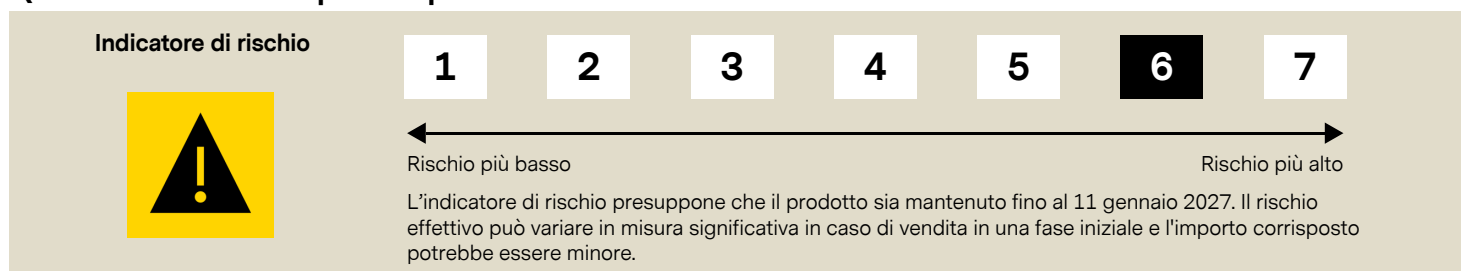 Indicatore di rischio
1 2 3 4 5 6 7
Rischio più basso Rischio più alto
L'indicatore di rischio presuppone che il prodotto sia mantenuto fino al 11 gennaio 2027. Il rischio
effettivo può variare in misura significativa in caso di vendita in una fase iniziale e l'importo corrisposto
potrebbe essere minore.